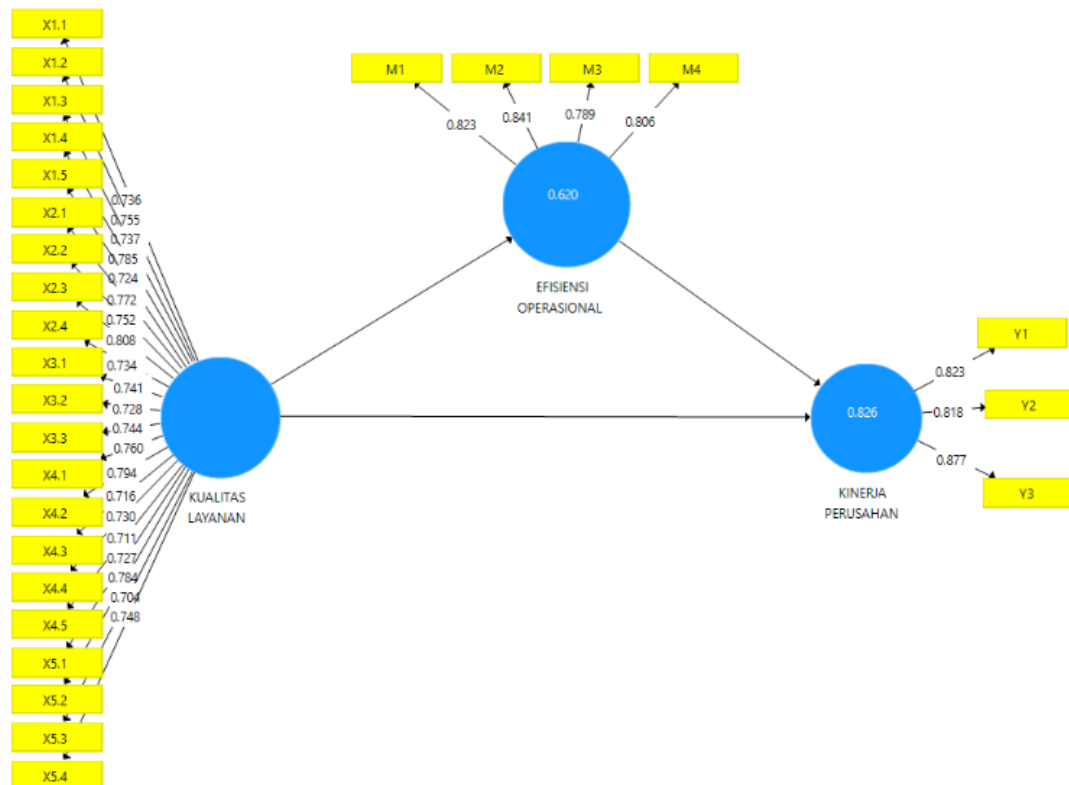 X1.1
X1.2
X1.3
X1.4
X1.5
X2.1
X2.2
X2.3
X2.4
X3.1
X3.2
X3.3
X4.1
X4.2
X4.3
X4.4
X4.5
X5.1
X5.2
X5.3
X5.4
0.736
0.755
0.737
0.785
0.724
0.772
0.752
0.808
0.734
0.741
0.728
0.744
0.760
0.794
0.716
0.730
0.711
0.727
0.784
0.704
0.748
KUALITAS
LAYANAN
M1 M2 M3 M4
0.823 0.841 0.789 0.806
0.620
EFISIENSI
OPERASIONAL
0.826
KINERJA
PERUSAHAN
0.823
0.818
0.877
Y1
Y2
Y3